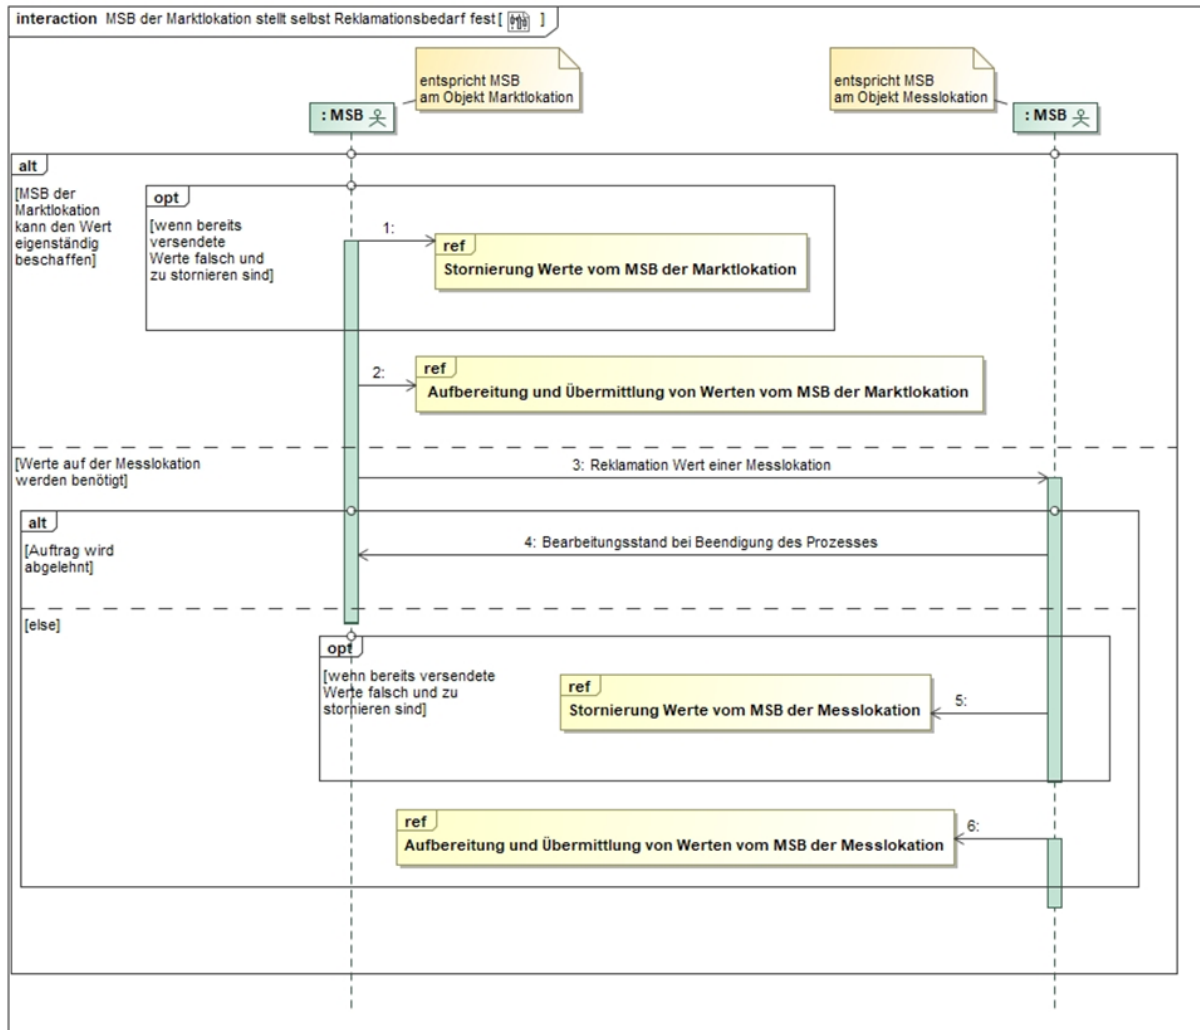 interaction MSB der Marktlokation stellt selbst Reklamationsbedarf fest [ ]
entspricht MSB
am Objekt Marktlokation
entspricht MSB
am Objekt Messlokation
: MSB
: MSB
alt
[MSB der
Marktlokation
kann den Wert
eigenständig
beschaffen]
opt
[wenn bereits
versendete
Werte falsch und
zu stornieren sind]
1:
ref
Stornierung Werte vom MSB der Marktlokation
2:
ref
Aufbereitung und Übermittlung von Werten vom MSB der Marktlokation
[Werte auf der Messlokation
werden benötigt]
3: Reklamation Wert einer Messlokation
alt
[Auftrag wird
abgelehnt]
4: Bearbeitungsstand bei Beendigung des Prozesses
[else]
opt
[wenn bereits versendete
Werte falsch und zu
stornieren sind]
ref
Stornierung Werte vom MSB der Messlokation
5:
ref
Aufbereitung und Übermittlung von Werten vom MSB der Messlokation
6: